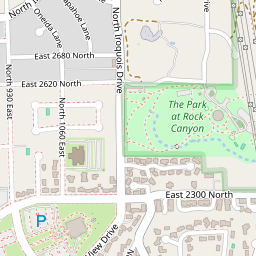 Oneida Lane
apahoe Lane
North Iroquois Drive
East 2680 North
East 2620 North
North 930 East
North 1060 East
The Park
at Rock
Canyon
East 2300 North
P
View Drive